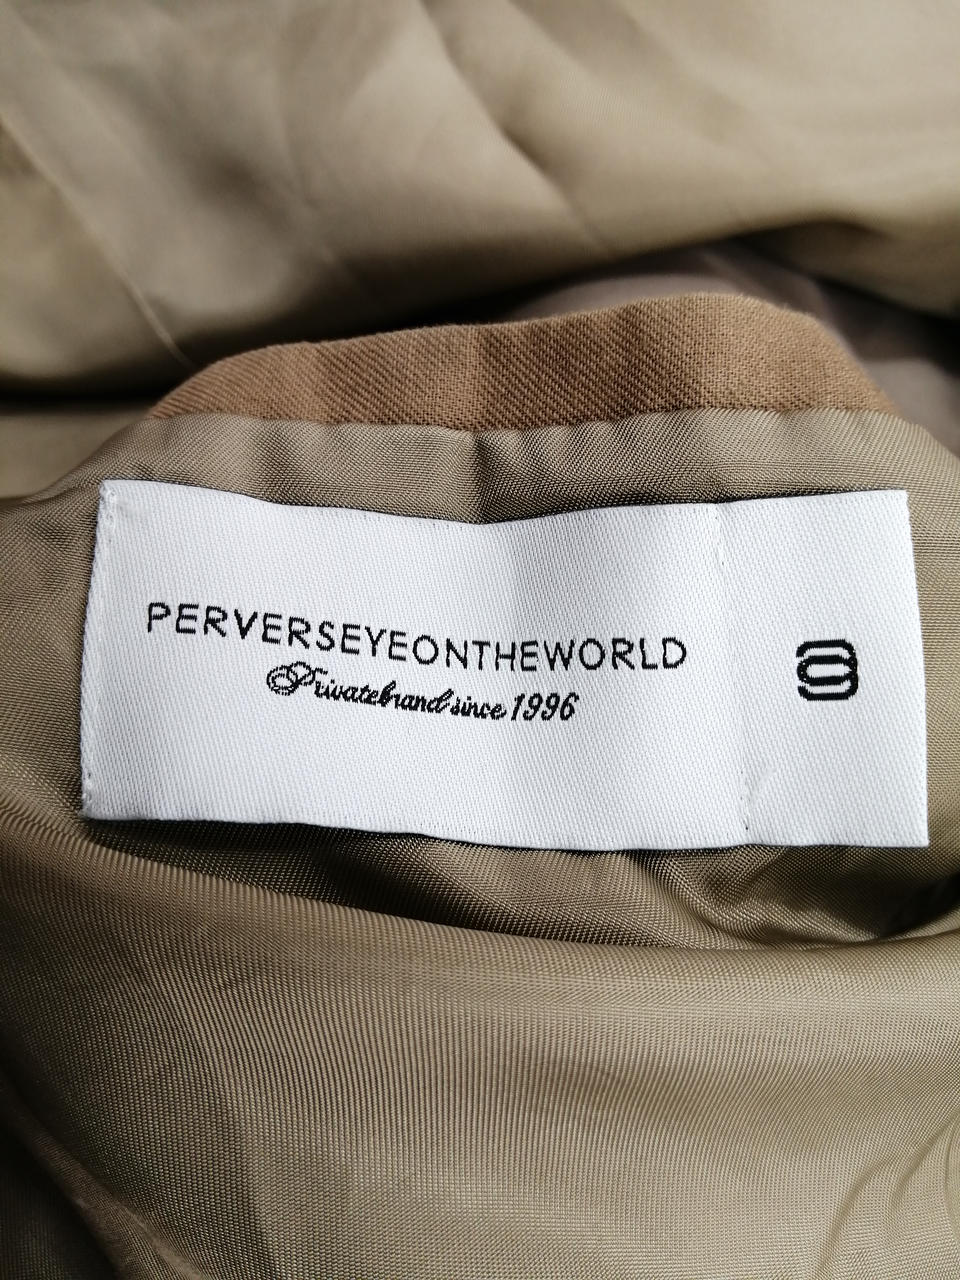 PERVERSEYEONTHEWORLD
Privatebrand since 1996